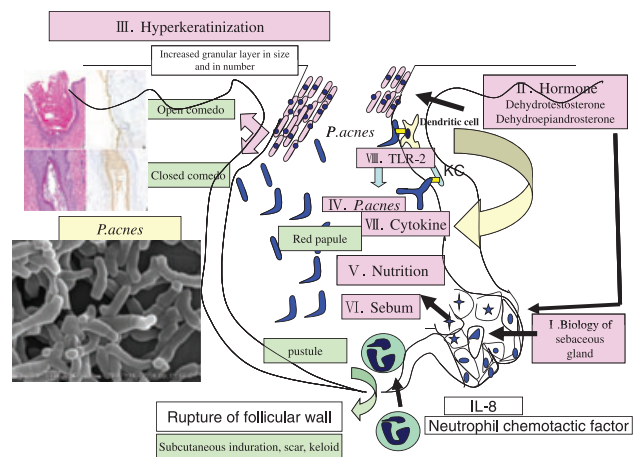 Ⅲ. Hyperkeratinization
Increased granular layer in size
and in number
Open comedo
Closed comedo
P.acnes
P.acnes
Dendritic cell
Ⅱ. Hormone
Dehydrotestosterone
Dehydroepiandrosterone
Ⅷ. TLR-2
KC
Ⅳ. P.acnes
Ⅶ. Cytokine
Red papule
Ⅴ. Nutrition
Ⅵ. Sebum
Ⅰ.Biology of
sebaceous
gland
pustule
Rupture of follicular wall
Subcutaneous induration, scar, keloid
IL-8
Neutrophil chemotactic factor